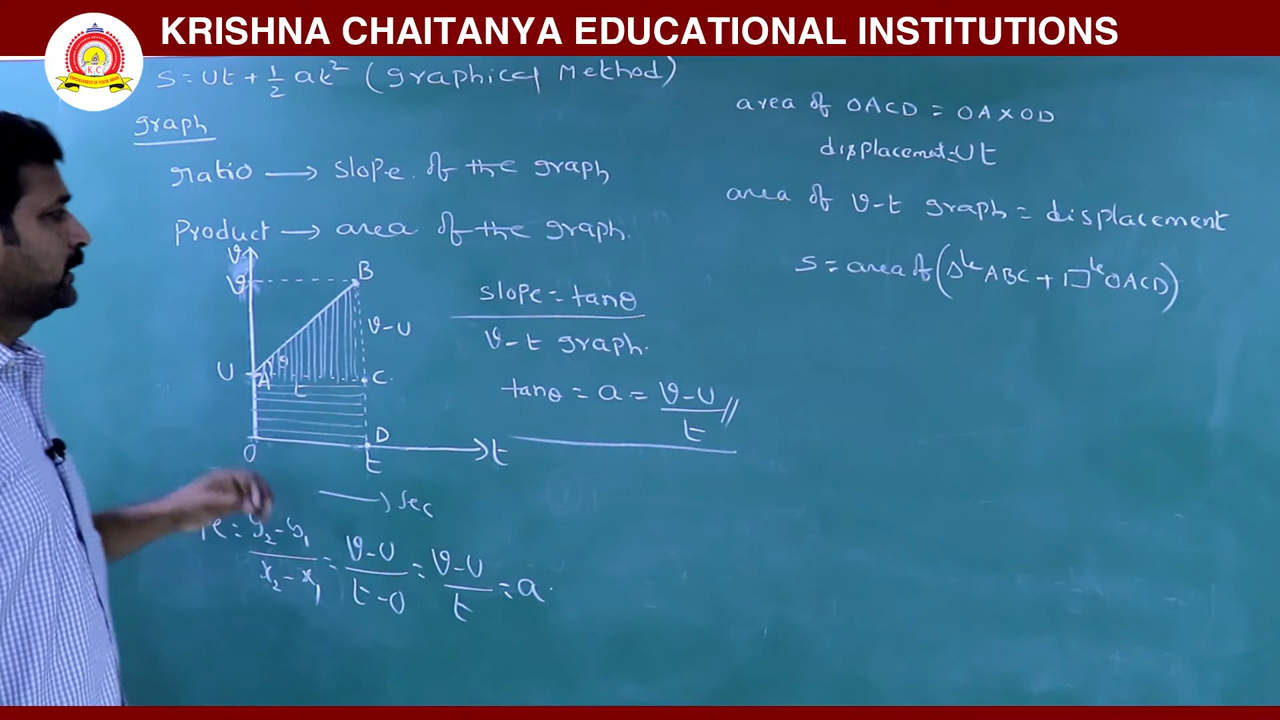 KRISHNA CHAITANYA EDUCATIONAL INSTITUTIONS
K.C
S = Ut + 1/2 at² (graphical Method)
graph
ratio → slope of the graph
Product → area of the graph.
v
v
B
v-U
U
A
θ
t
C
O
D
t
t
→ sec
slope = tanθ
v-t graph.
tanθ = a = v-U/t //
= y₂-y₁/x₂-x₁ = v-U/t-0 = v-U/t = a.
area of OACD = OA x OD
displacement = Ut
area of v-t graph = displacement
S = area of (Δle ABC + □le OACD)